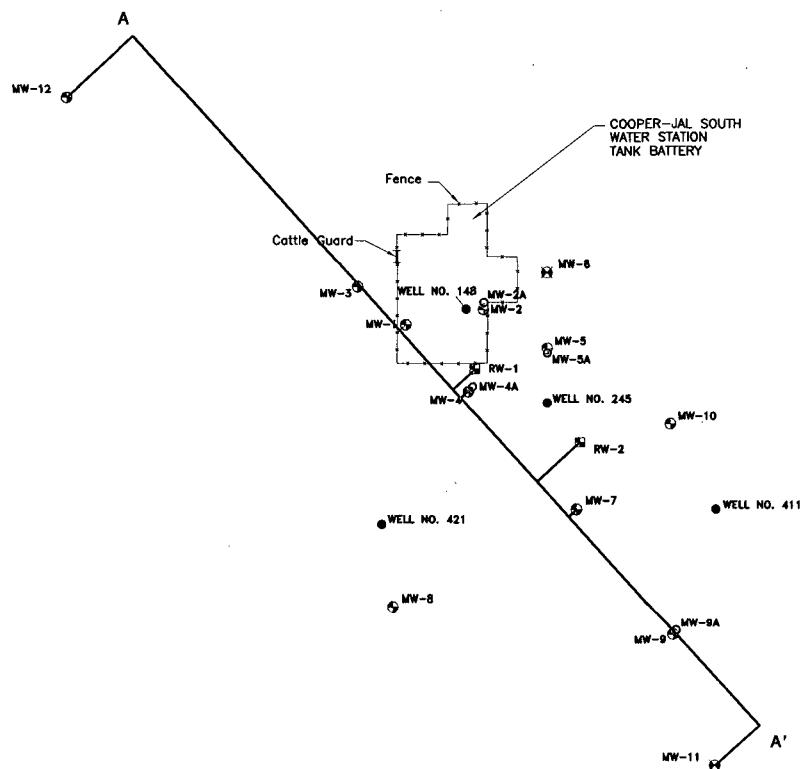 A
MW-12
COOPER-JAL SOUTH
WATER STATION
TANK BATTERY
Fence
Cattle Guard
MW-6
MW-3
WELL NO. 148
MW-2A
MW-2
MW-1
MW-5
MW-5A
RW-1
MW-4A
MW-4
WELL NO. 245
MW-10
RW-2
MW-7
WELL NO. 411
WELL NO. 421
MW-8
MW-9A
MW-9
A'
MW-11